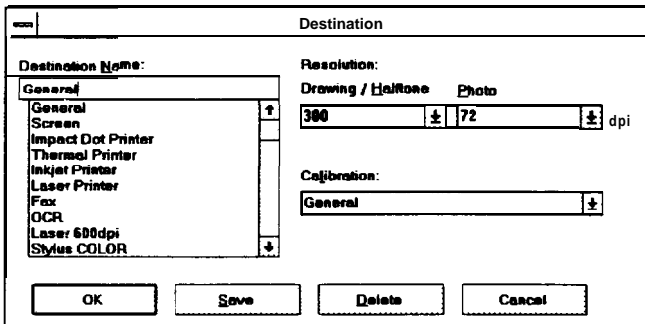 Destination
Destination Name:
General
General
Screen
Impact Dot Printer
Thermal Printer
Inkjet Printer
Laser Printer
Fax
OCR
Laser 600dpi
Stylus COLOR
Resolution:
Drawing / Halftone Photo
300 72 dpi
Calibration:
General
OK Save Delete Cancel